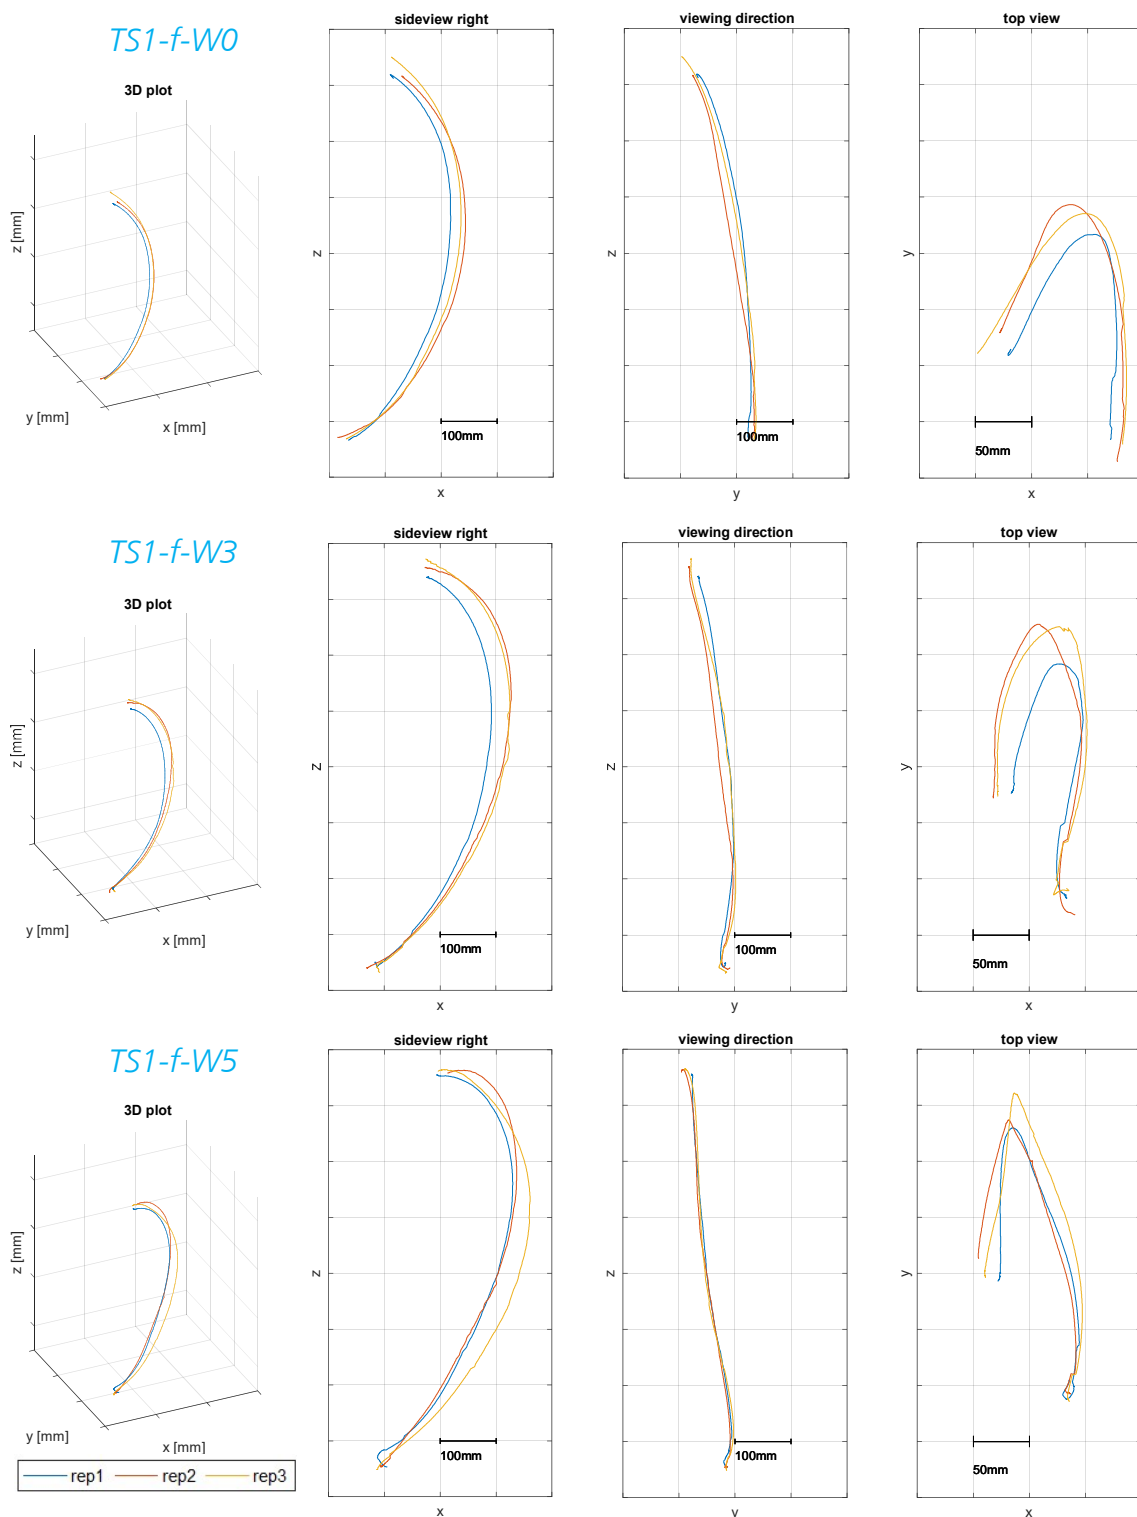 TS1-f-W0
3D plot
z [mm]
y [mm]
x [mm]
sideview right
z
100mm
x
viewing direction
z
100mm
y
top view
y
50mm
x
TS1-f-W3
3D plot
z [mm]
y [mm]
x [mm]
sideview right
z
100mm
x
viewing direction
z
100mm
y
top view
y
50mm
x
TS1-f-W5
3D plot
z [mm]
y [mm]
x [mm]
rep1 rep2 rep3
sideview right
z
100mm
x
viewing direction
z
100mm
y
top view
y
50mm
x